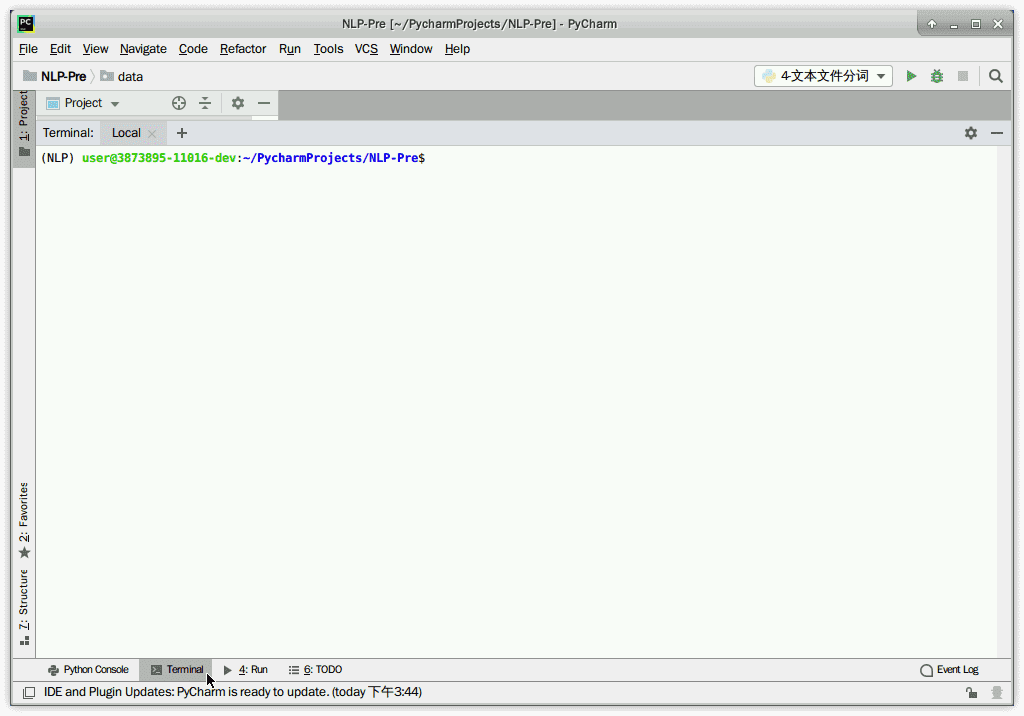 NLP-Pre [~/PycharmProjects/NLP-Pre] - PyCharm
File Edit View Navigate Code Refactor Run Tools VCS Window Help
NLP-Pre data 4-文本文件分词
1: Project
Project
Terminal: Local +
(NLP) user@3873895-11016-dev:~/PycharmProjects/NLP-Pre$
2: Favorites
7: Structure
Python Console Terminal 4: Run 6: TODO Event Log
IDE and Plugin Updates: PyCharm is ready to update. (today 下午3:44)